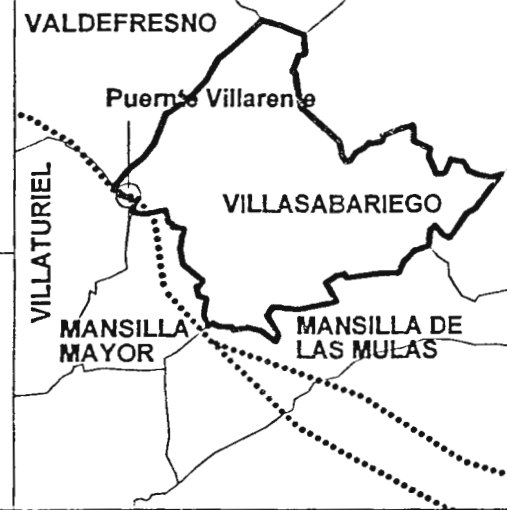 VALDEFRESNO
Puente Villarente
VILLASABARIEGO
VILLATURIEL
MANSILLA
MAYOR
MANSILLA DE
LAS MULAS